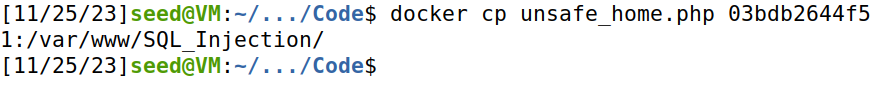 [11/25/23]seed@VM:~/.../Code$ docker cp unsafe_home.php 03bdb2644f5
1:/var/www/SQL_Injection/
[11/25/23]seed@VM:~/.../Code$